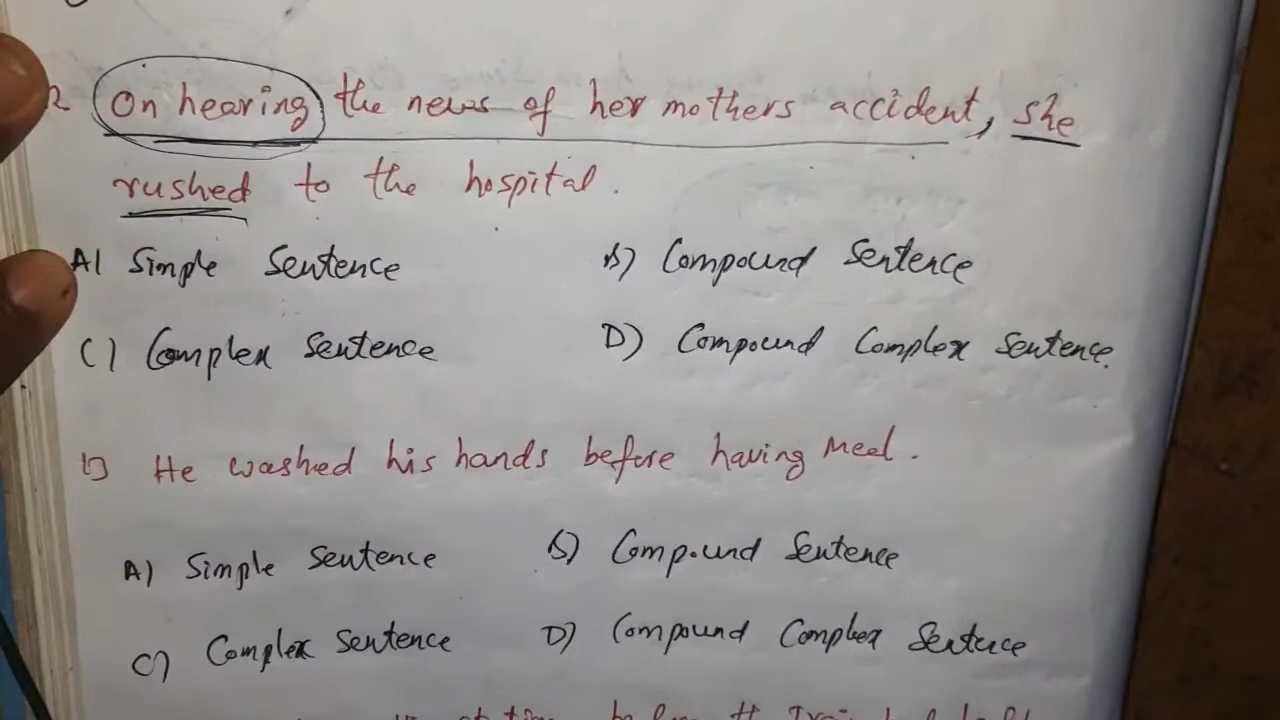 2 On hearing the news of her mothers accident, she
rushed to the hospital.
A) Simple Sentence B) Compound Sentence
C) Complex Sentence D) Compound Complex Sentence.
13 He washed his hands before having meal.
A) Simple Sentence B) Compound Sentence
C) Complex Sentence D) Compound Complex Sentence